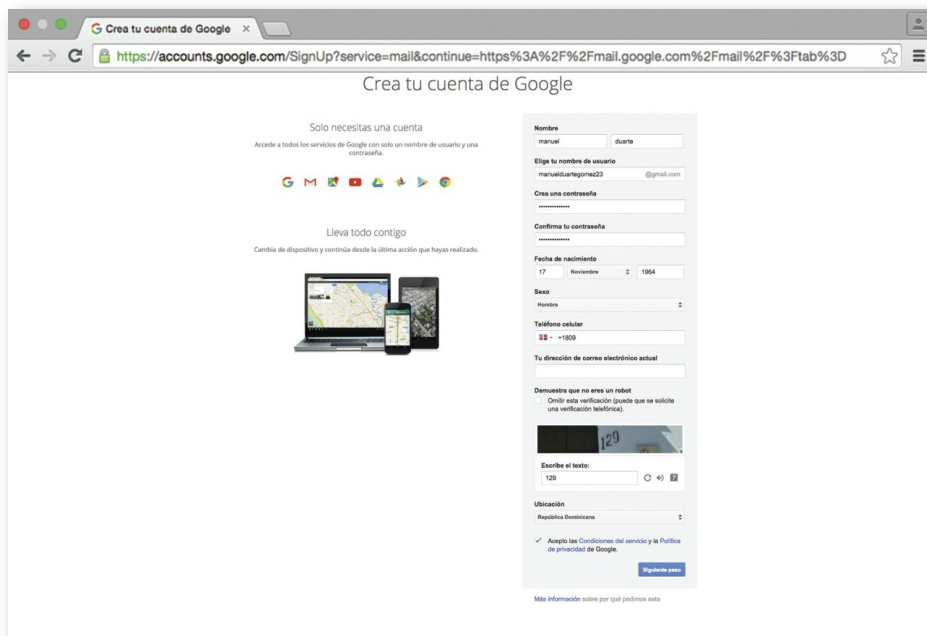 Crea tu cuenta de Google
https://accounts.google.com/SignUp?service=mail&continue=https%3A%2F%2Fmail.google.com%2Fmail%2F%3Ftab%3D
Crea tu cuenta de Google
Solo necesitas una cuenta
Accede a todos los servicios de Google con solo un nombre de usuario y una
contraseña.
Lleva todo contigo
Cambia de dispositivo y continúa desde la última acción que hayas realizado.
Nombre
manuel duarte
Elige tu nombre de usuario
manuelduartegomez23 @gmail.com
Crea una contraseña
••••••••••••••
Confirma tu contraseña
••••••••••••••
Fecha de nacimiento
17 Noviembre 1964
Sexo
Hombre
Teléfono celular
+1809
Tu dirección de correo electrónico actual
Demuestra que no eres un robot
Omitir esta verificación (puede que se solicite
una verificación telefónica).
129
Escribe el texto:
129
Ubicación
República Dominicana
Acepto las Condiciones del servicio y la Política
de privacidad de Google.
Siguiente paso
Más información sobre por qué pedimos esta